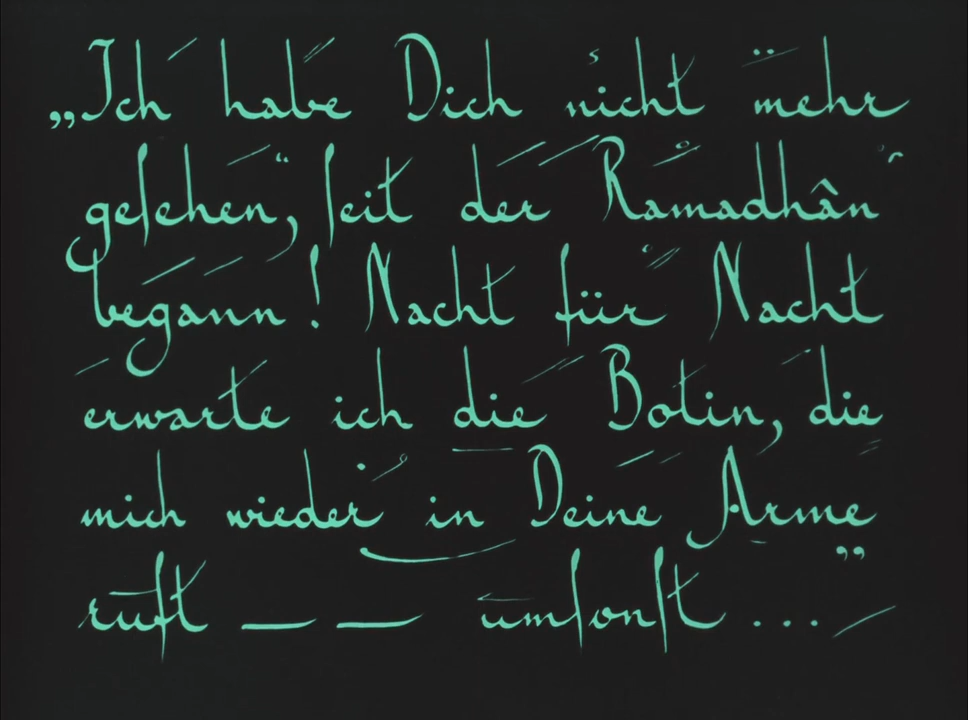 „Ich habe Dich nicht mehr
geſehen, ſeit der Ramadhân
begann! Nacht für Nacht
erwarte ich die Botin, die
mich wieder in Deine Arme
ruft — — umſonſt ...”